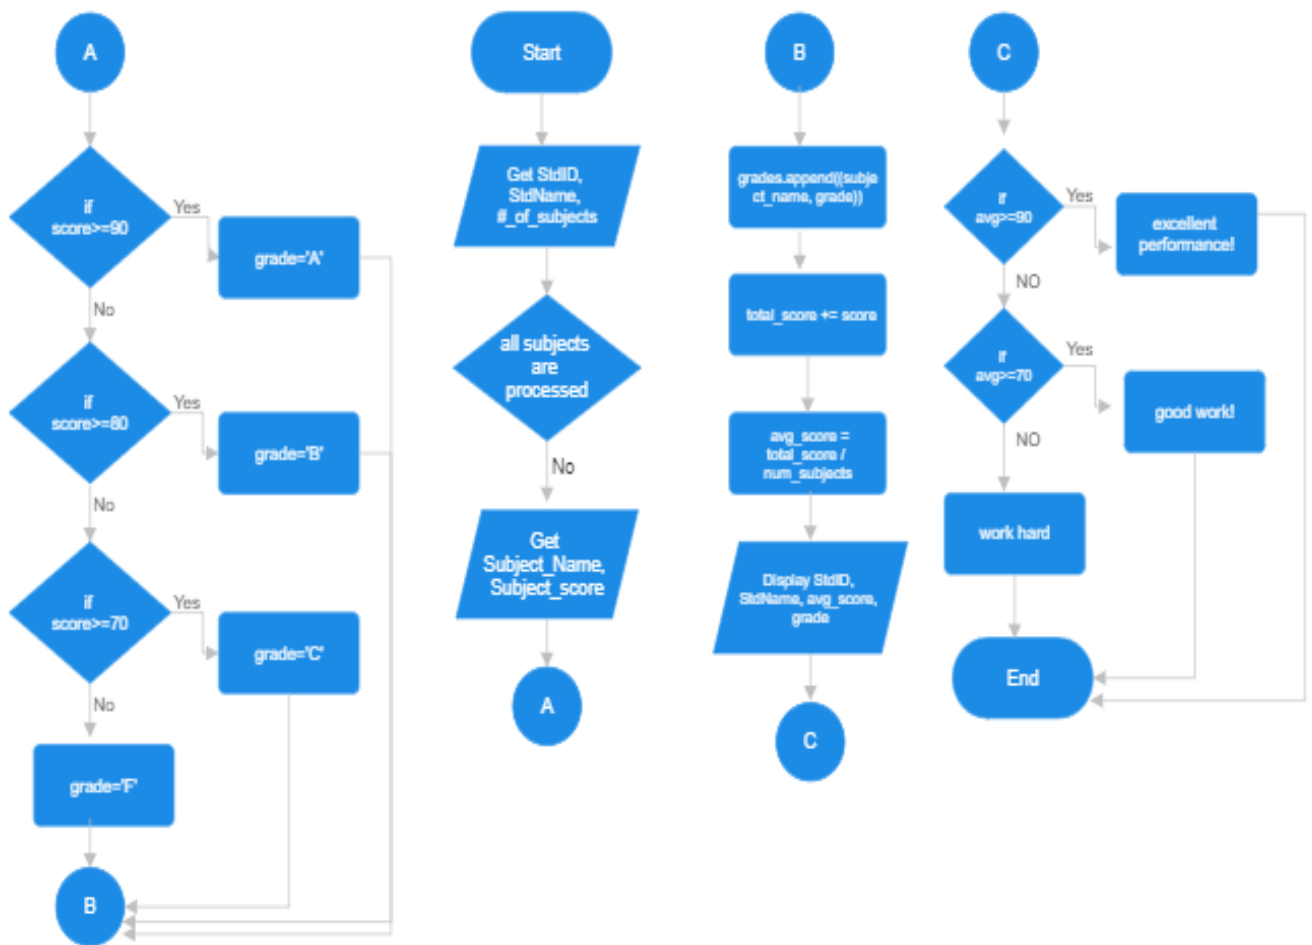 A
if
score>=90
Yes
grade='A'
No
if
score>=80
Yes
grade='B'
No
if
score>=70
Yes
grade='C'
No
grade='F'
B
Start
Get StdID,
StdName,
#_of_subjects
all subjects
are
processed
No
Get
Subject_Name,
Subject_score
A
B
grades.append((subje
ct_name, grade))
total_score += score
avg_score =
total_score /
num_subjects
Display StdID,
StdName, avg_score,
grade
C
C
if
avg>=90
Yes
excellent
performance!
NO
if
avg>=70
Yes
good work!
NO
work hard
End